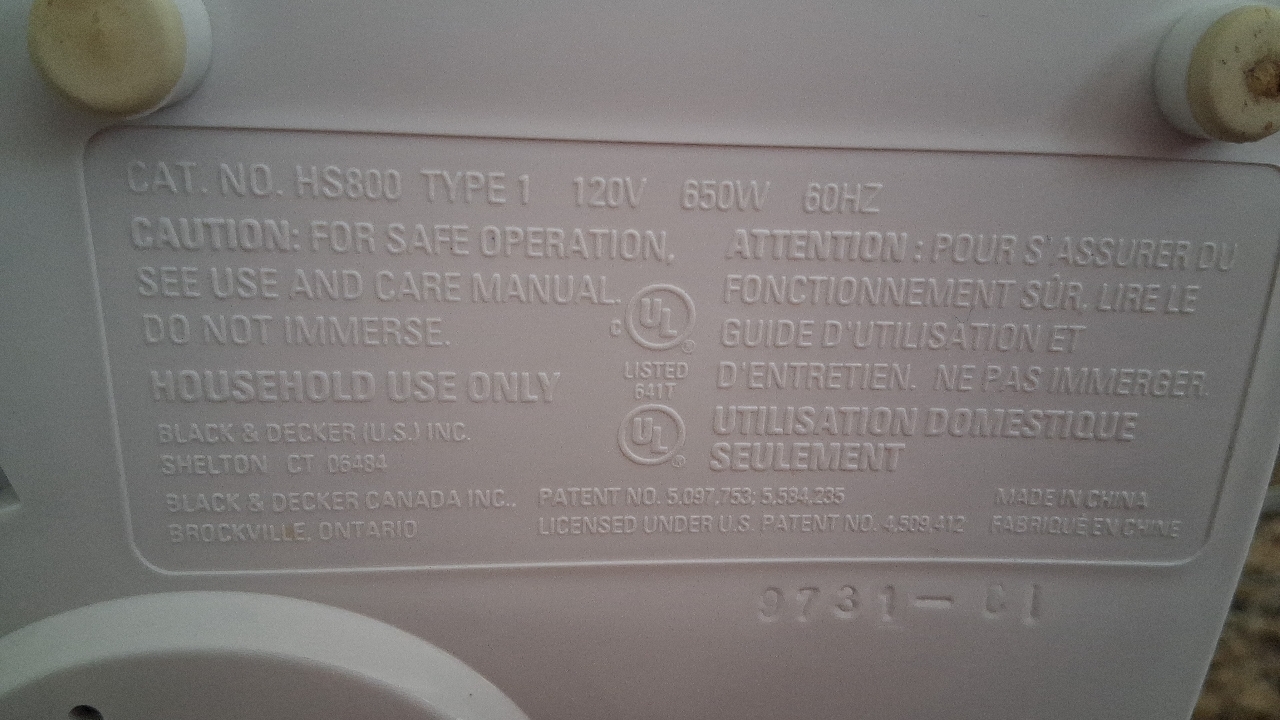 CAT. NO. HS800 TYPE 1 120V 650W 60HZ
CAUTION: FOR SAFE OPERATION,
SEE USE AND CARE MANUAL.
DO NOT IMMERSE.
HOUSEHOLD USE ONLY
BLACK & DECKER (U.S.) INC.
SHELTON CT 06484
BLACK & DECKER CANADA INC.,
BROCKVILLE, ONTARIO
C UL ®
LISTED
641T
UL ®
ATTENTION : POUR S'ASSURER DU
FONCTIONNEMENT SÛR, LIRE LE
GUIDE D'UTILISATION ET
D'ENTRETIEN. NE PAS IMMERGER.
UTILISATION DOMESTIQUE
SEULEMENT
PATENT NO. 5,097,753; 5,584,235
LICENSED UNDER U.S. PATENT NO. 4,509,412
MADE IN CHINA
FABRIQUÉ EN CHINE
9731-CI